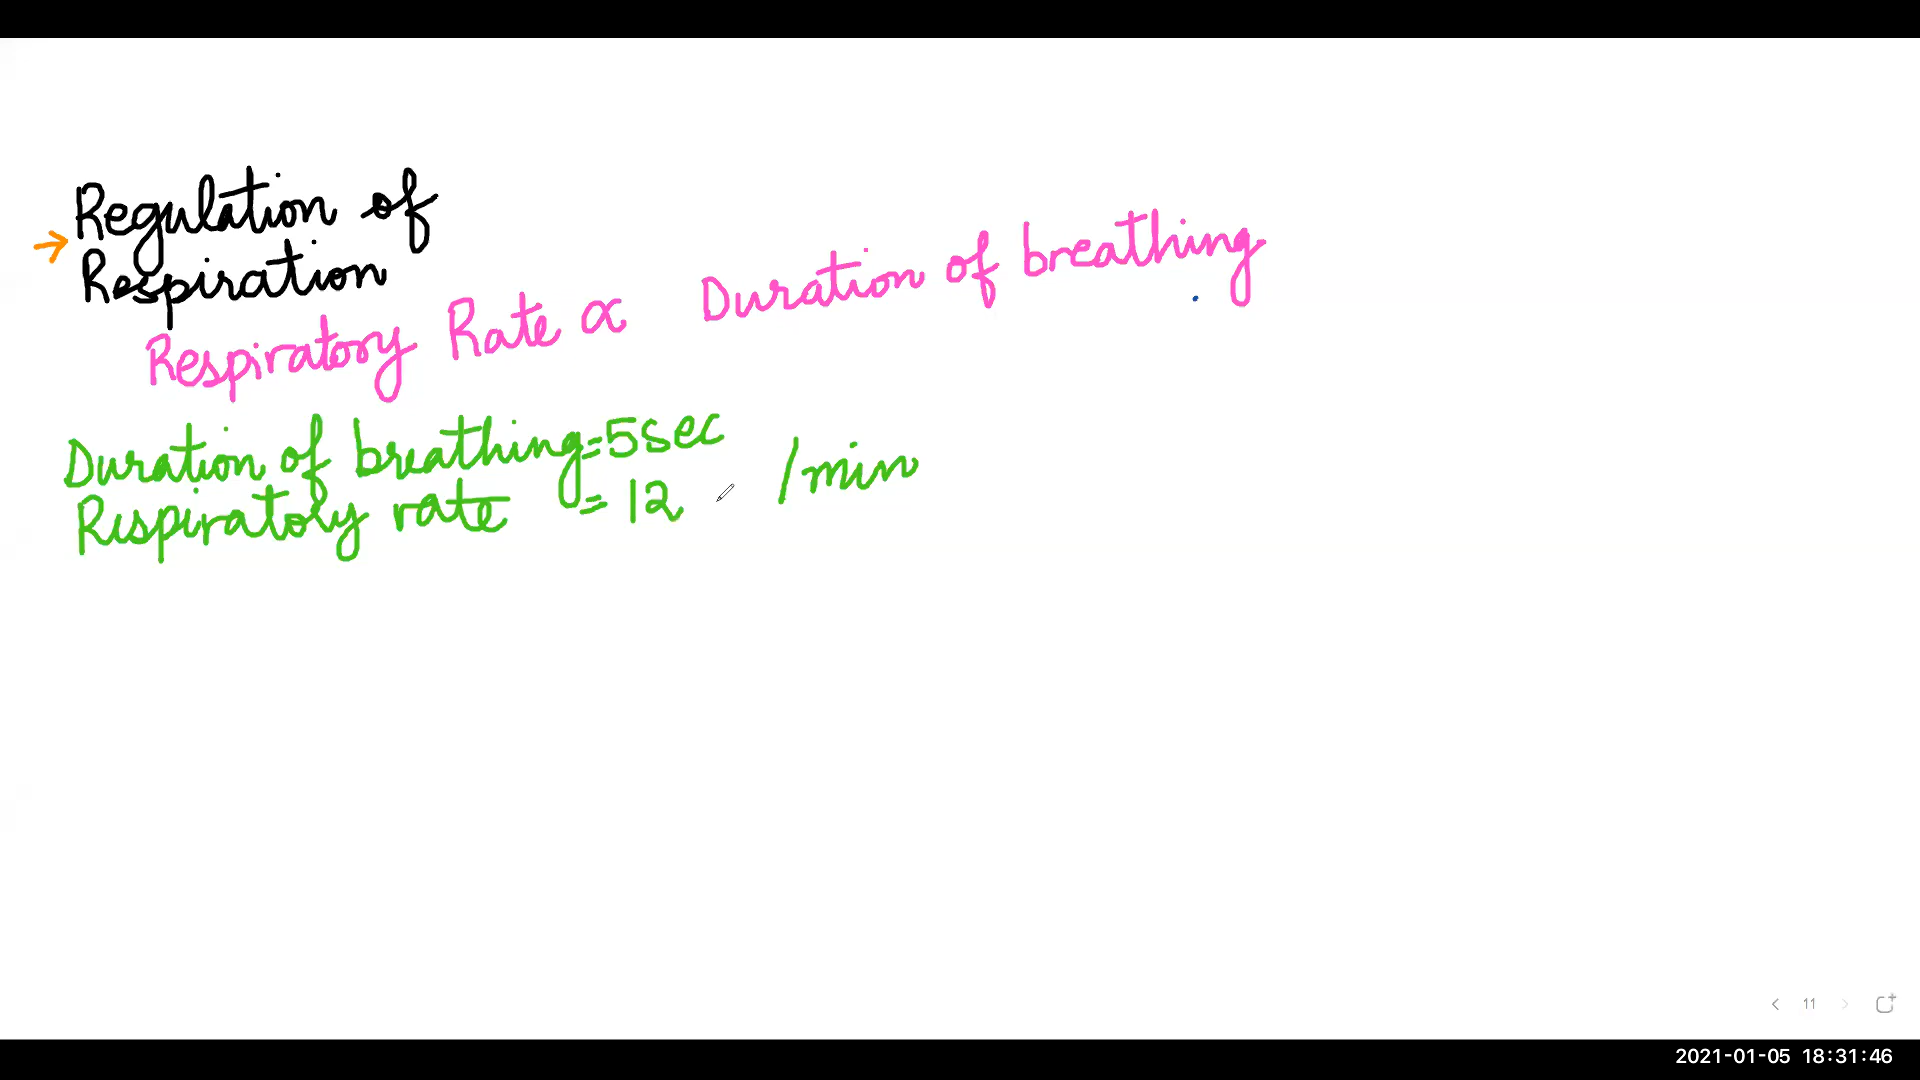 Regulation of
→ Respiration
Respiratory Rate ∝ Duration of breathing
Duration of breathing = 5sec
Respiratory rate = 12 /min
< 11 >
2021-01-05 18:31:46